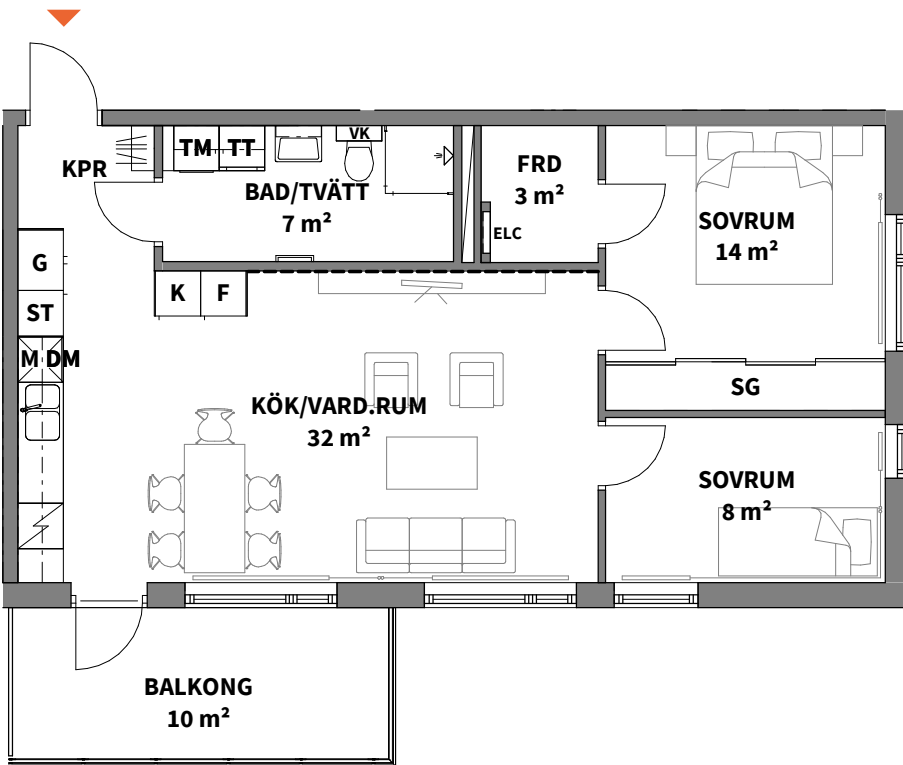 KPR
TM
TT
VK
BAD/TVÄTT
7 m²
FRD
3 m²
ELC
SOVRUM
14 m²
G
ST
M DM
K
F
SG
KÖK/VARD.RUM
32 m²
SOVRUM
8 m²
BALKONG
10 m²